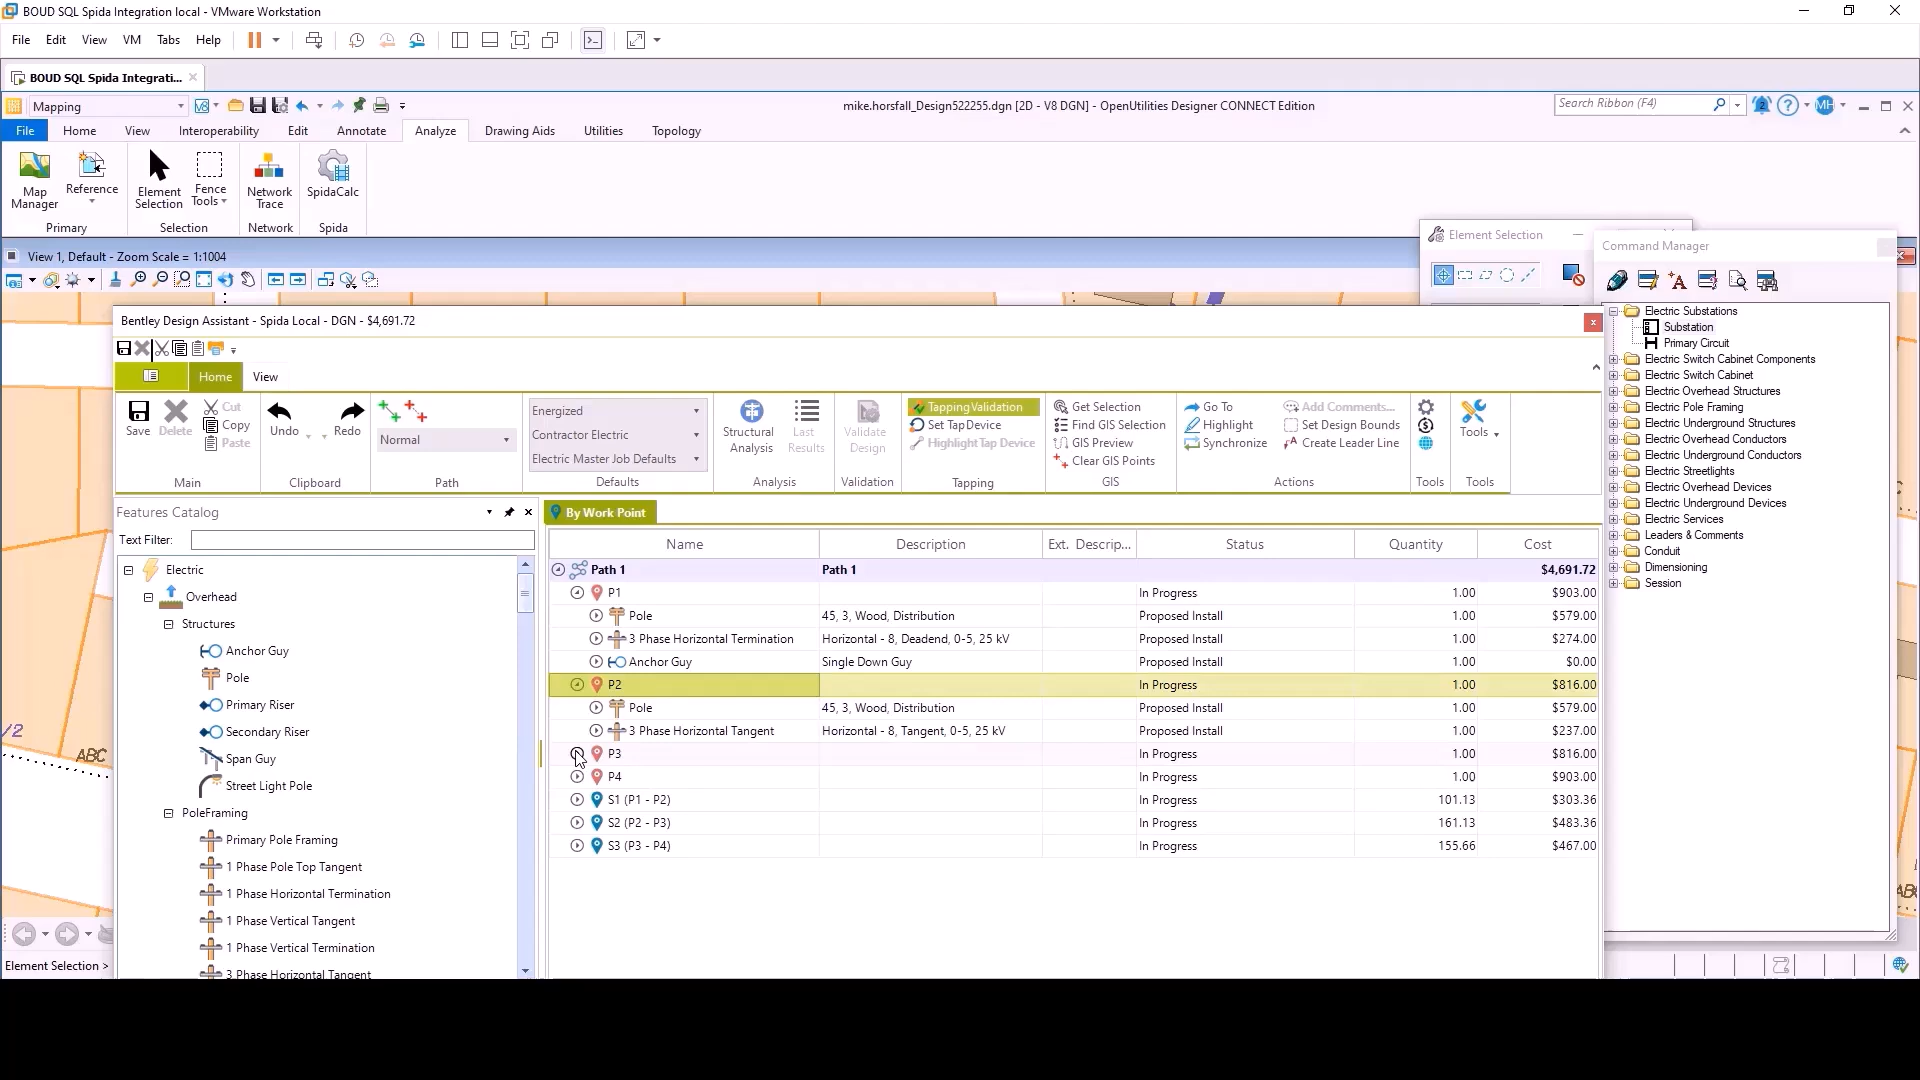 BOUD SQL Spida Integration local - VMware Workstation
File Edit View VM Tabs Help
BOUD SQL Spida Integrati...
Mapping
mike.horsfall_Design522255.dgn [2D - V8 DGN] - OpenUtilities Designer CONNECT Edition
Search Ribbon (F4)
MH
File Home View Interoperability Edit Annotate Analyze Drawing Aids Utilities Topology
Map Manager
Reference
Element Selection
Fence Tools
Network Trace
SpidaCalc
Primary Selection Network Spida
View 1, Default - Zoom Scale = 1:1004
Element Selection
Command Manager
Electric Substations
Substation
Primary Circuit
Electric Switch Cabinet Components
Electric Switch Cabinet
Electric Overhead Structures
Electric Pole Framing
Electric Underground Structures
Electric Overhead Conductors
Electric Underground Conductors
Electric Streetlights
Electric Overhead Devices
Electric Underground Devices
Electric Services
Leaders & Comments
Conduit
Dimensioning
Session
Bentley Design Assistant - Spida Local - DGN - $4,691.72
Home View
Save Delete Cut
Copy
Paste
Undo Redo
Normal
Energized
Contractor Electric
Electric Master Job Defaults
Structural Analysis
Last Results
Validate Design
TappingValidation
Set TapDevice
HighlightTap Device
Get Selection
Find GIS Selection
GIS Preview
Clear GIS Points
Go To
Highlight
Synchronize
Add Comments...
Set Design Bounds
Create Leader Line
Tools
Main Clipboard Path Defaults Analysis Validation Tapping GIS Actions Tools Tools
Features Catalog
Text Filter:
Electric
Overhead
Structures
Anchor Guy
Pole
Primary Riser
Secondary Riser
Span Guy
Street Light Pole
PoleFraming
Primary Pole Framing
1 Phase Pole Top Tangent
1 Phase Horizontal Termination
1 Phase Vertical Tangent
1 Phase Vertical Termination
3 Phase Horizontal Tangent
By Work Point
Name Description Ext. Descrip... Status Quantity Cost
Path 1 Path 1 $4,691.72
P1 In Progress 1.00 $903.00
Pole 45, 3, Wood, Distribution Proposed Install 1.00 $579.00
3 Phase Horizontal Termination Horizontal - 8, Deadend, 0-5, 25 kV Proposed Install 1.00 $274.00
Anchor Guy Single Down Guy Proposed Install 1.00 $0.00
P2 In Progress 1.00 $816.00
Pole 45, 3, Wood, Distribution Proposed Install 1.00 $579.00
3 Phase Horizontal Tangent Horizontal - 8, Tangent, 0-5, 25 kV Proposed Install 1.00 $237.00
P3 In Progress 1.00 $816.00
P4 In Progress 1.00 $903.00
S1 (P1 - P2) In Progress 101.13 $303.36
S2 (P2 - P3) In Progress 161.13 $483.36
S3 (P3 - P4) In Progress 155.66 $467.00
/2
ABC
Element Selection >